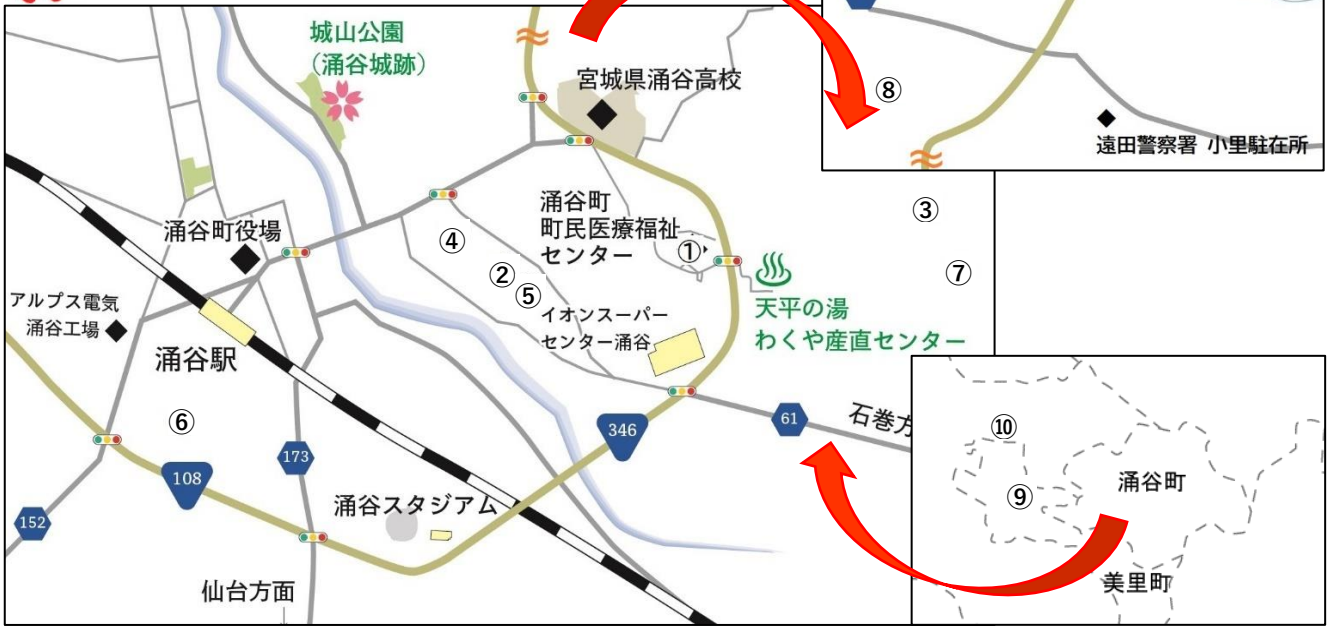 城山公園
（涌谷城跡）
宮城県涌谷高校
⑧
遠田警察署 小里駐在所
涌谷町
町民医療福祉
センター
①
③
④
②
⑤
⑦
涌谷町役場
アルプス電気
涌谷工場
涌谷駅
イオンスーパー
センター涌谷
天平の湯
わくや産直センター
⑥
346
61
石巻方
173
108
152
涌谷スタジアム
仙台方面
⑩
⑨
涌谷町
美里町